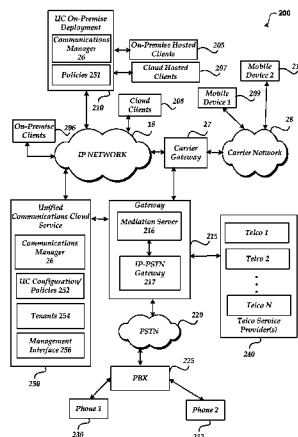 200
UC On-Premise
Deployment
Communications
Manager
26
Policies 251
210
On-Premise Hosted
Clients
205
Cloud Hosted
Clients
207
Mobile
Device 2
Mobile
Device 1
209
Cloud
Clients
208
On-Premise
Clients
206
18
IP NETWORK
27
Carrier
Gateway
28
Carrier Network
Unified
Communications Cloud
Service
Communications
Manager
26
UC Configuration/
Policies 252
Tenants 254
Management
Interface 256
250
Gateway
Mediation Server
216
IP-PSTN
Gateway
217
215
Telco 1
Telco 2
Telco N
Telco Service
Provider(s)
240
PSTN
220
PBX
225
Phone 1
230
Phone 2
232